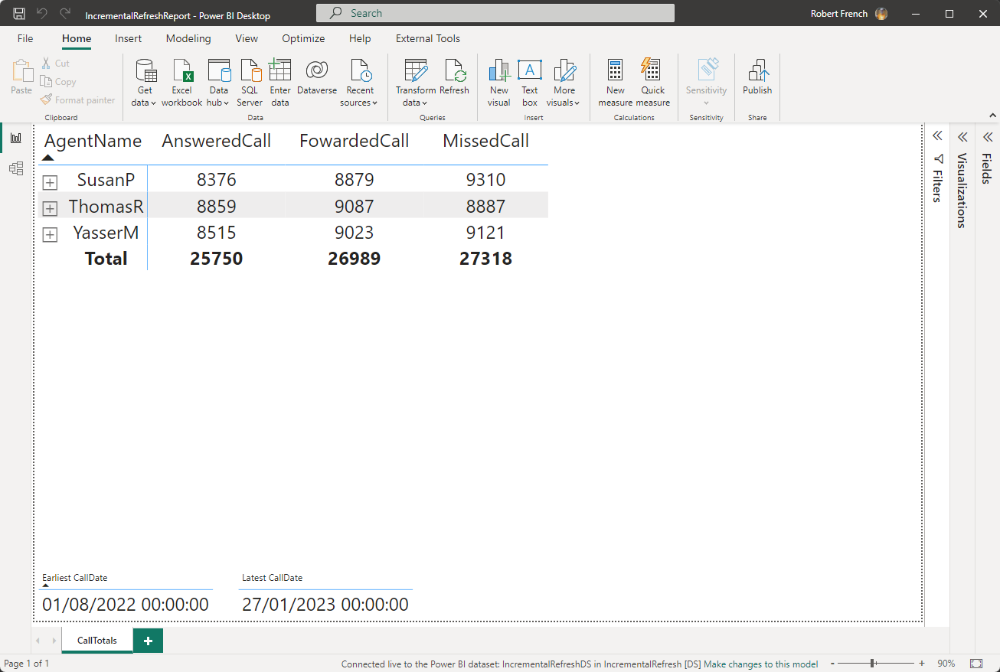 IncrementalRefreshReport - Power BI Desktop
Search
Robert French
File Home Insert Modeling View Optimize Help External Tools
Paste
Cut
Copy
Format painter
Clipboard
Get data
Excel workbook
Data hub
SQL Server
Enter data
Dataverse
Recent sources
Data
Transform data
Refresh
Queries
New visual
Text box
More visuals
Insert
New measure
Quick measure
Calculations
Sensitivity
Sensitivity
Publish
Share
AgentName AnsweredCall FowardedCall MissedCall
SusanP 8376 8879 9310
ThomasR 8859 9087 8887
YasserM 8515 9023 9121
Total 25750 26989 27318
Filters
Visualizations
Fields
Earliest CallDate
01/08/2022 00:00:00
Latest CallDate
27/01/2023 00:00:00
CallTotals
Page 1 of 1
Connected live to the Power BI dataset: IncrementalRefreshDS in IncrementalRefresh [DS] Make changes to this model
- + 90%